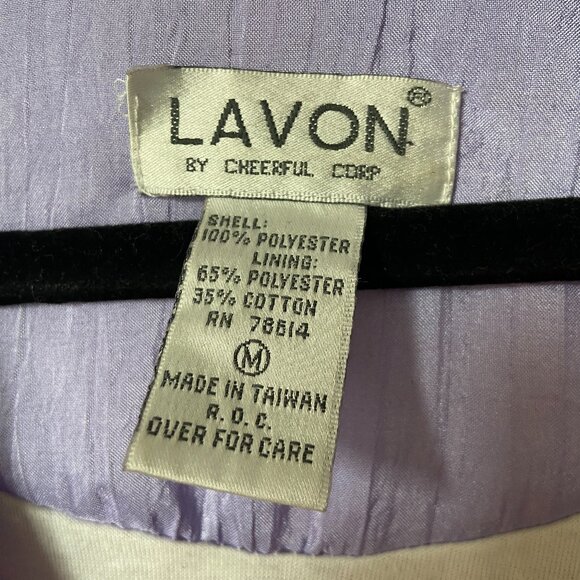 LAVON®
BY CHEERFUL CORP
SHELL:
100% POLYESTER
LINING:
65% POLYESTER
35% COTTON
RN 78614
M
MADE IN TAIWAN
R.O.C.
OVER FOR CARE